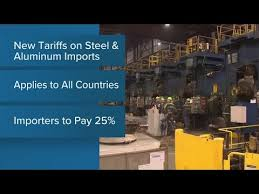 New Tariffs on Steel &
Aluminum Imports
Applies to All Countries
Importers to Pay 25%